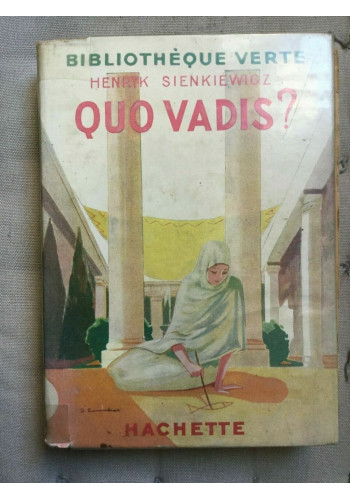 BIBLIOTHÈQUE VERTE
HENRYK SIENKIEWICZ
QUO VADIS?
HACHETTE